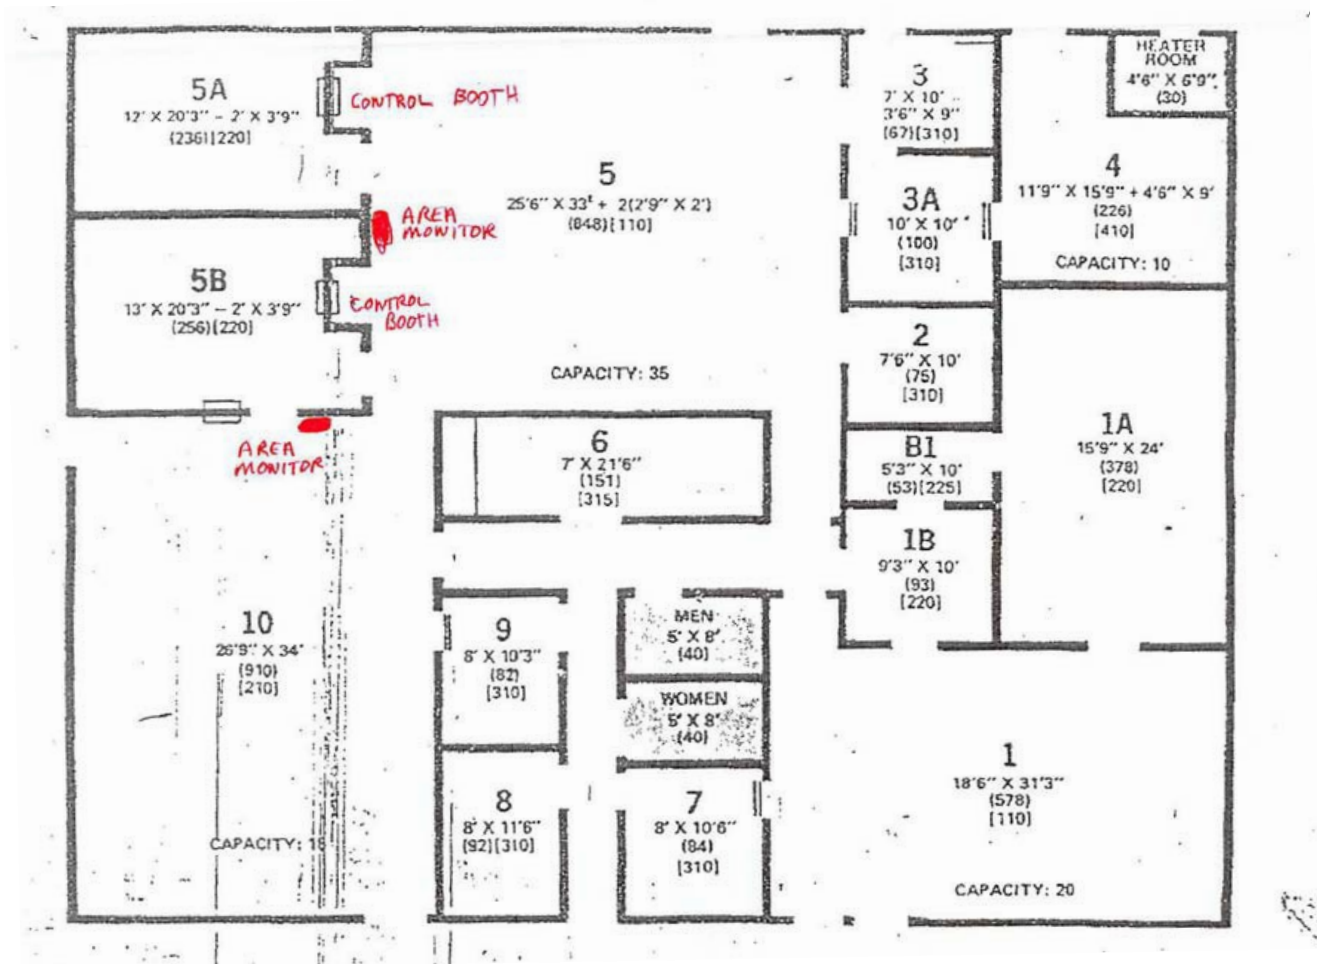 5A
12' X 20'3" – 2' X 3'9"
(236)[220]
CONTROL BOOTH
5
25'6" X 33' + 2(2'9" X 2')
(848)[110]
CAPACITY: 35
AREA
MONITOR
5B
13' X 20'3" – 2' X 3'9"
(256)[220]
CONTROL
BOOTH
AREA
MONITOR
3
7' X 10' –
3'6" X 9"
(67)[310]
HEATER
ROOM
4'6" X 6'9"
(30)
3A
10' X 10'
(100)
[310]
4
11'9" X 15'9" + 4'6" X 9'
(226)
[410]
CAPACITY: 10
2
7'6" X 10'
(75)
[310]
1A
15'9" X 24'
(378)
[220]
6
7' X 21'6"
(151)
[315]
B1
5'3" X 10'
(53)[225]
1B
9'3" X 10'
(93)
[220]
10
26'9" X 34'
(910)
[210]
CAPACITY:
9
8' X 10'3"
(82)
[310]
MEN
5' X 8'
(40)
WOMEN
5' X 8'
(40)
8
8' X 11'6"
(92)[310]
7
8' X 10'6"
(84)
[310]
1
18'6" X 31'3"
(578)
[110]
CAPACITY: 20